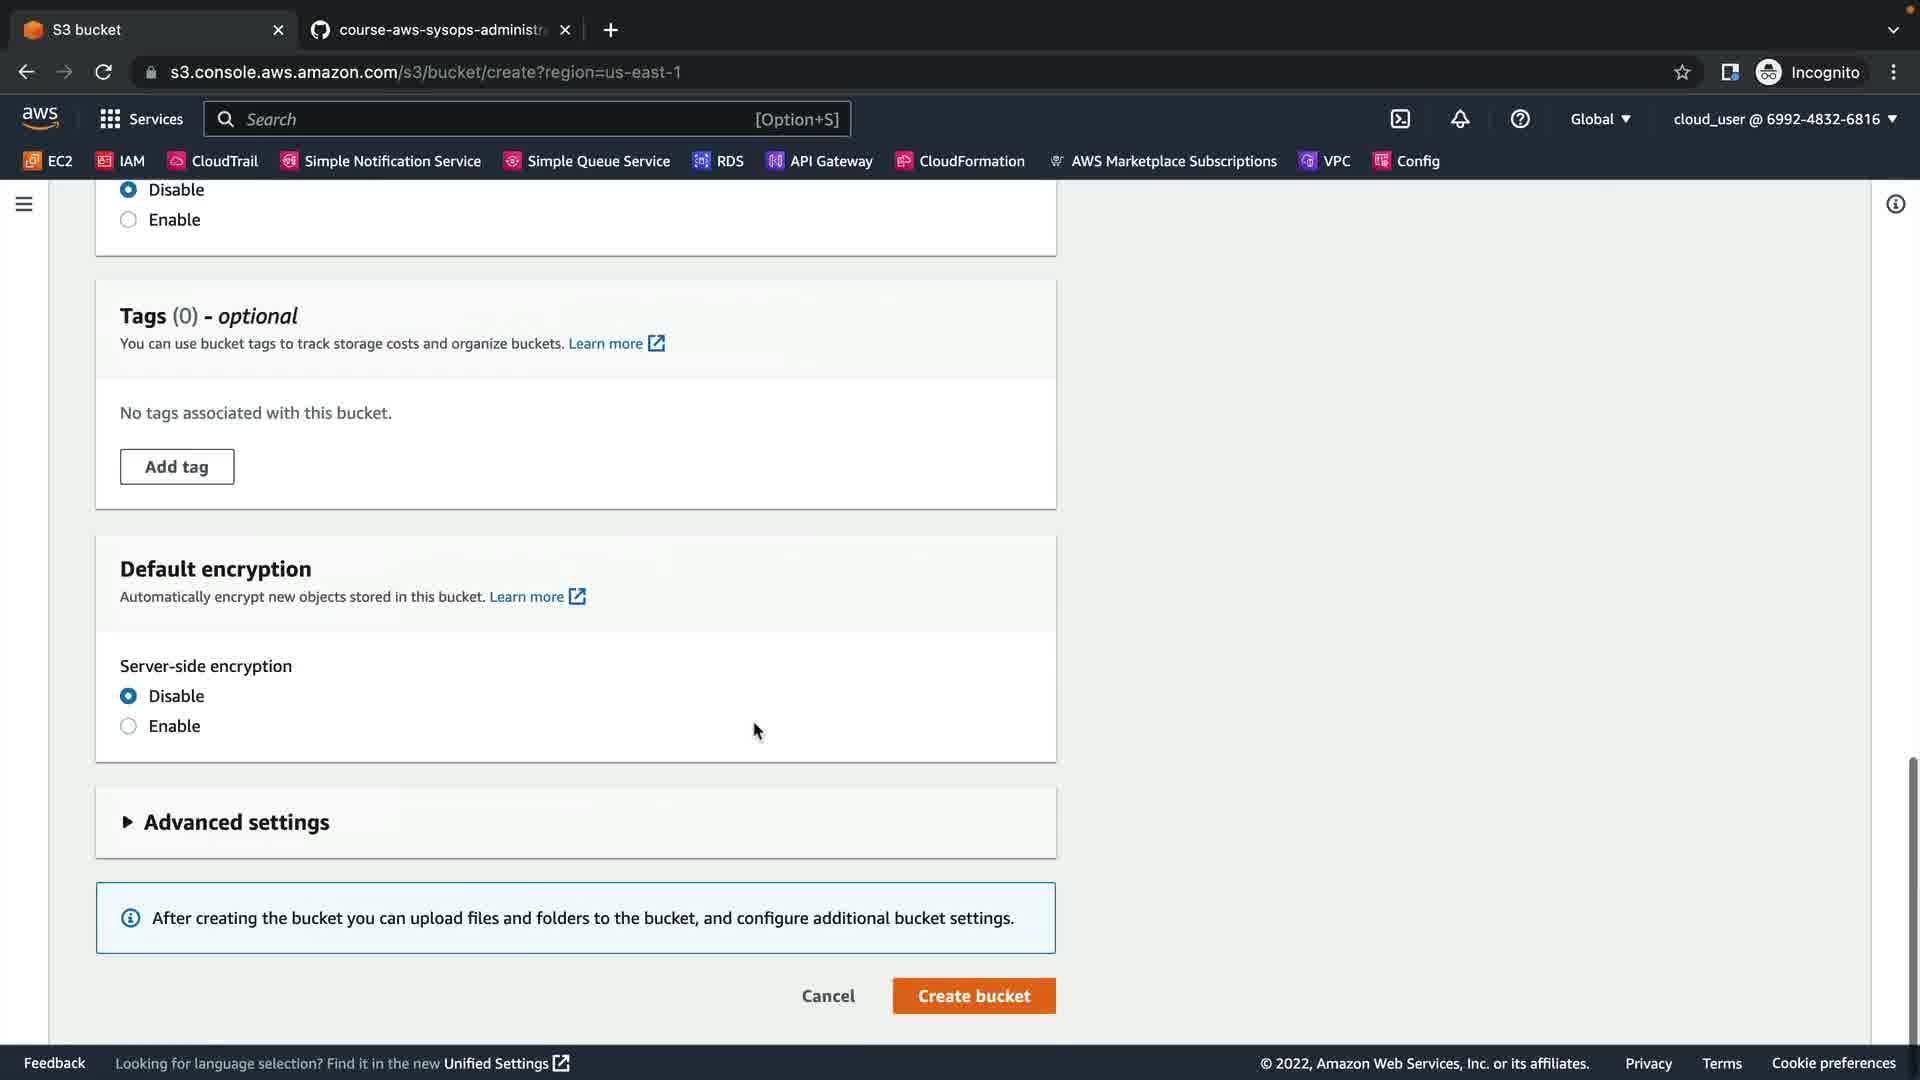 S3 bucket
course-aws-sysops-administr
s3.console.aws.amazon.com/s3/bucket/create?region=us-east-1
Incognito
aws
Services
Search
[Option+S]
Global
cloud_user @ 6992-4832-6816
EC2
IAM
CloudTrail
Simple Notification Service
Simple Queue Service
RDS
API Gateway
CloudFormation
AWS Marketplace Subscriptions
VPC
Config
Disable
Enable
Tags (0) - optional
You can use bucket tags to track storage costs and organize buckets. Learn more
No tags associated with this bucket.
Add tag
Default encryption
Automatically encrypt new objects stored in this bucket. Learn more
Server-side encryption
Disable
Enable
Advanced settings
After creating the bucket you can upload files and folders to the bucket, and configure additional bucket settings.
Cancel
Create bucket
Feedback
Looking for language selection? Find it in the new Unified Settings
© 2022, Amazon Web Services, Inc. or its affiliates.
Privacy
Terms
Cookie preferences